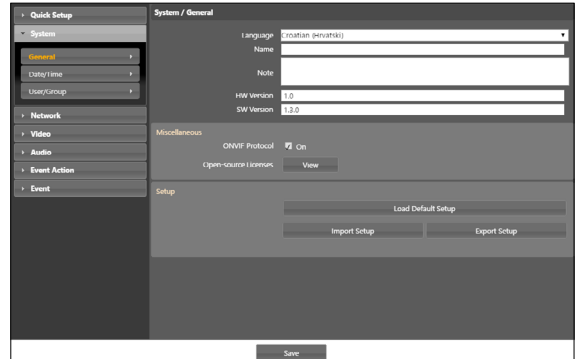 Quick Setup
System
General
Date/Time
User/Group
Network
Video
Audio
Event Action
Event
System / General
Language Croatian (Hrvatski)
Name
Note
HW Version 1.0
SW Version 1.3.0
Miscellaneous
ONVIF Protocol On
Open-source Licenses View
Setup
Load Default Setup
Import Setup Export Setup
Save